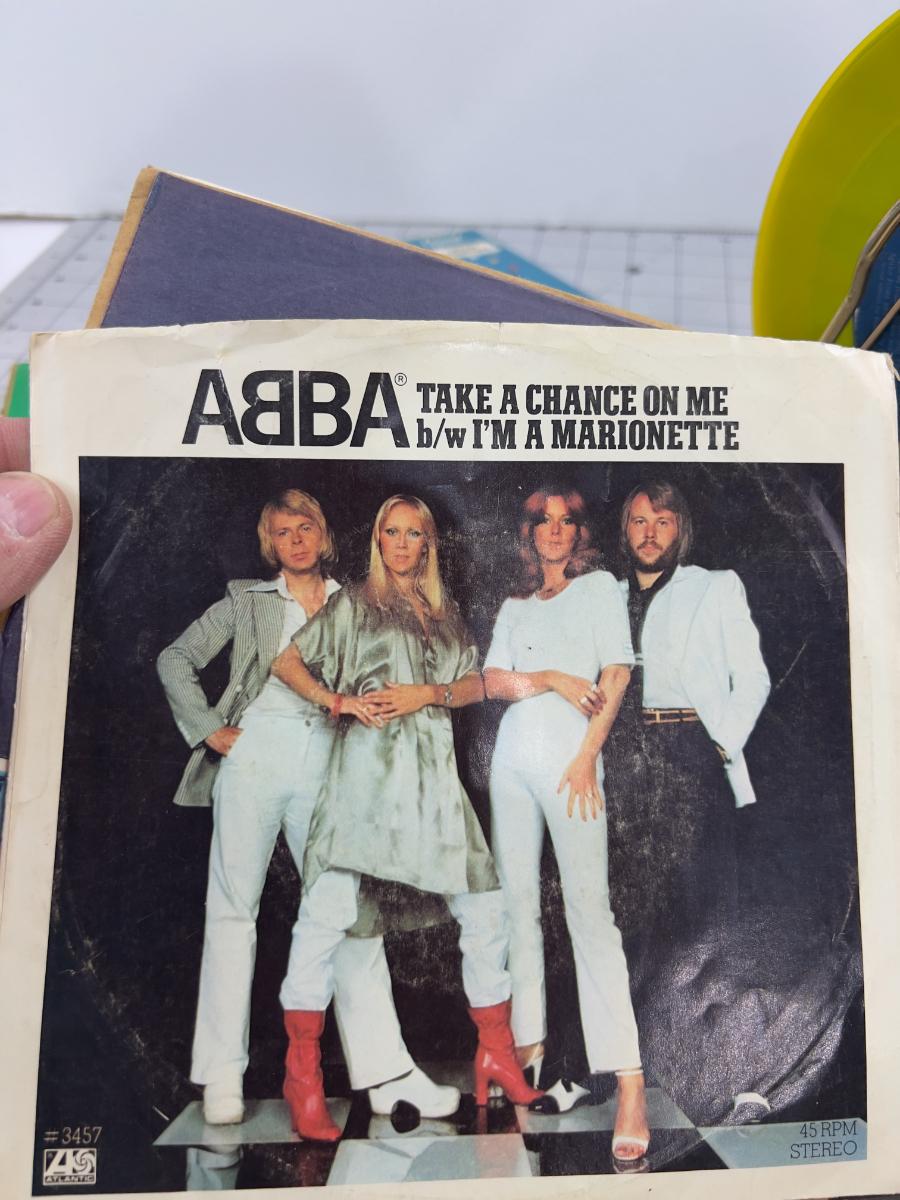 ABBA® TAKE A CHANCE ON ME
b/w I'M A MARIONETTE
#3457
ATLANTIC
45 RPM
STEREO